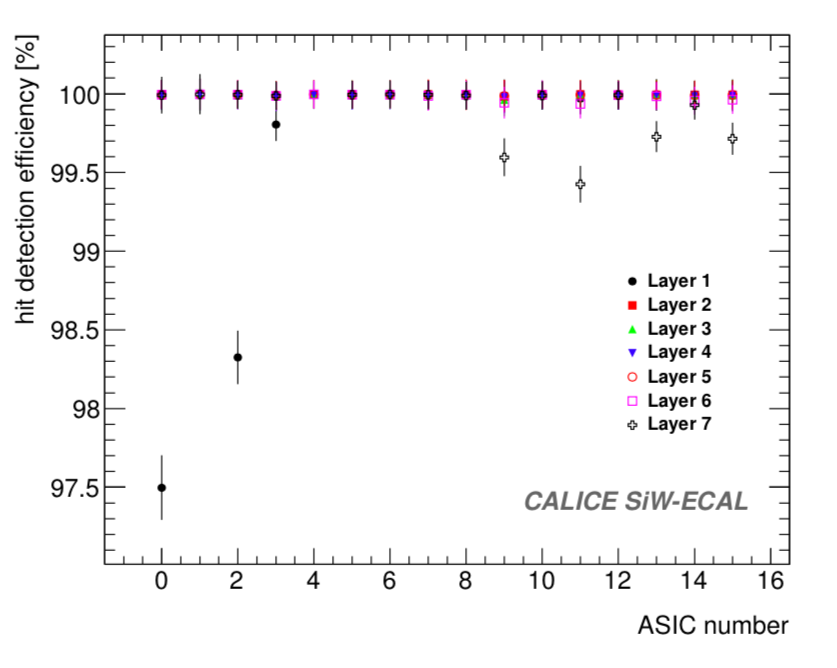 hit detection efficiency [%]
100
99.5
99
98.5
98
97.5
Layer 1
Layer 2
Layer 3
Layer 4
Layer 5
Layer 6
Layer 7
CALICE SiW-ECAL
0 2 4 6 8 10 12 14 16
ASIC number